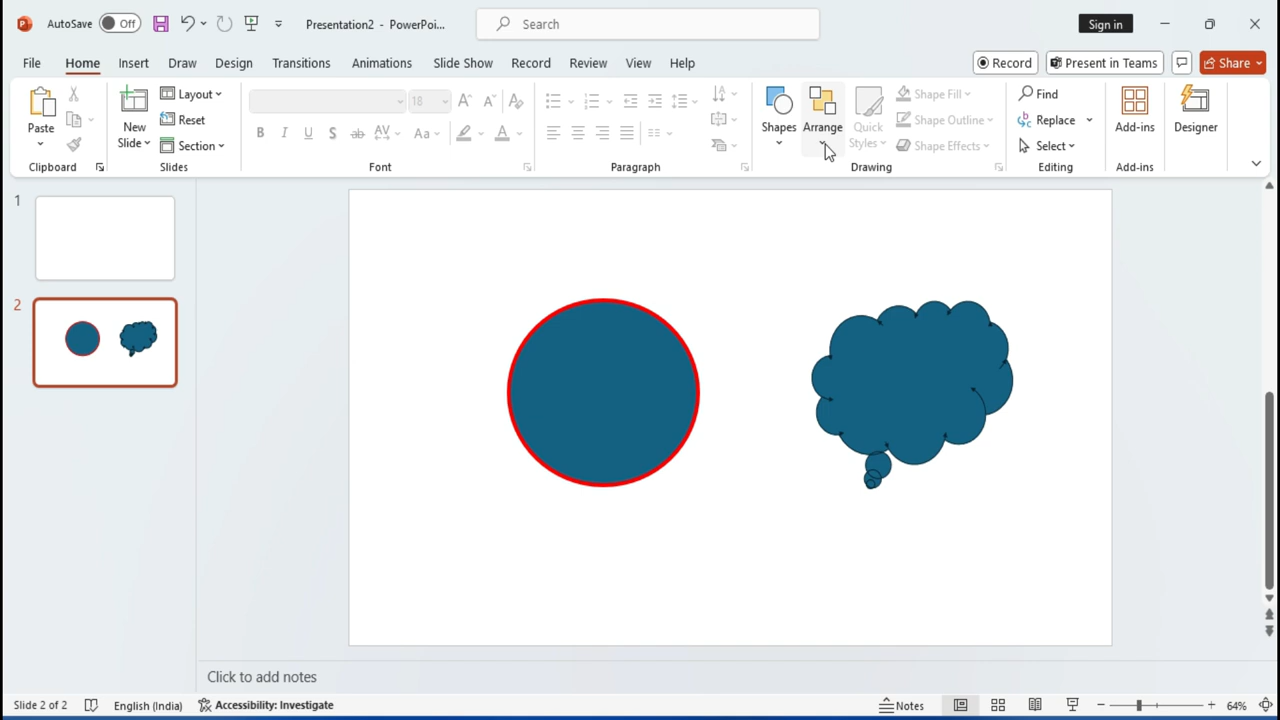 AutoSave Off Presentation2 - PowerPoi... Search Sign in
File Home Insert Draw Design Transitions Animations Slide Show Record Review View Help Record Present in Teams Share
Paste
Clipboard
New
Slide
Layout
Reset
Section
Slides
18
B I U S ab AV Aa A
Font
Paragraph
Shapes
Arrange
Quick
Styles
Shape Fill
Shape Outline
Shape Effects
Drawing
Find
Replace
Select
Editing
Add-ins
Add-ins
Designer
1
2
Click to add notes
Slide 2 of 2 English (India) Accessibility: Investigate Notes 64%